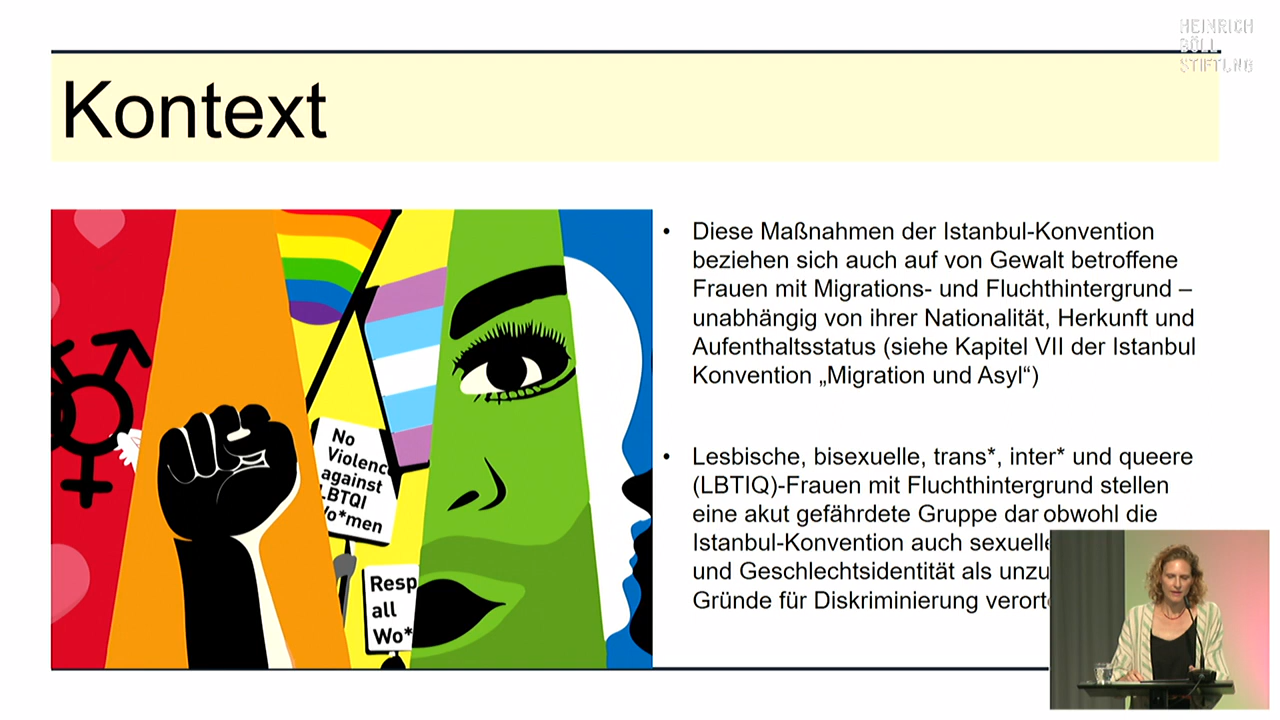 HEINRICH
BÖLL
STIFTUNG
Kontext
• Diese Maßnahmen der Istanbul-Konvention
beziehen sich auch auf von Gewalt betroffene
Frauen mit Migrations- und Fluchthintergrund –
unabhängig von ihrer Nationalität, Herkunft und
Aufenthaltsstatus (siehe Kapitel VII der Istanbul
Konvention „Migration und Asyl“)
• Lesbische, bisexuelle, trans*, inter* und queere
(LBTIQ)-Frauen mit Fluchthintergrund stellen
eine akut gefährdete Gruppe dar obwohl die
Istanbul-Konvention auch sexuelle
und Geschlechtsidentität als
Gründe für Diskriminierung
No
Violenc
against
LBTQI
Wo*men
Resp
all
Wo*